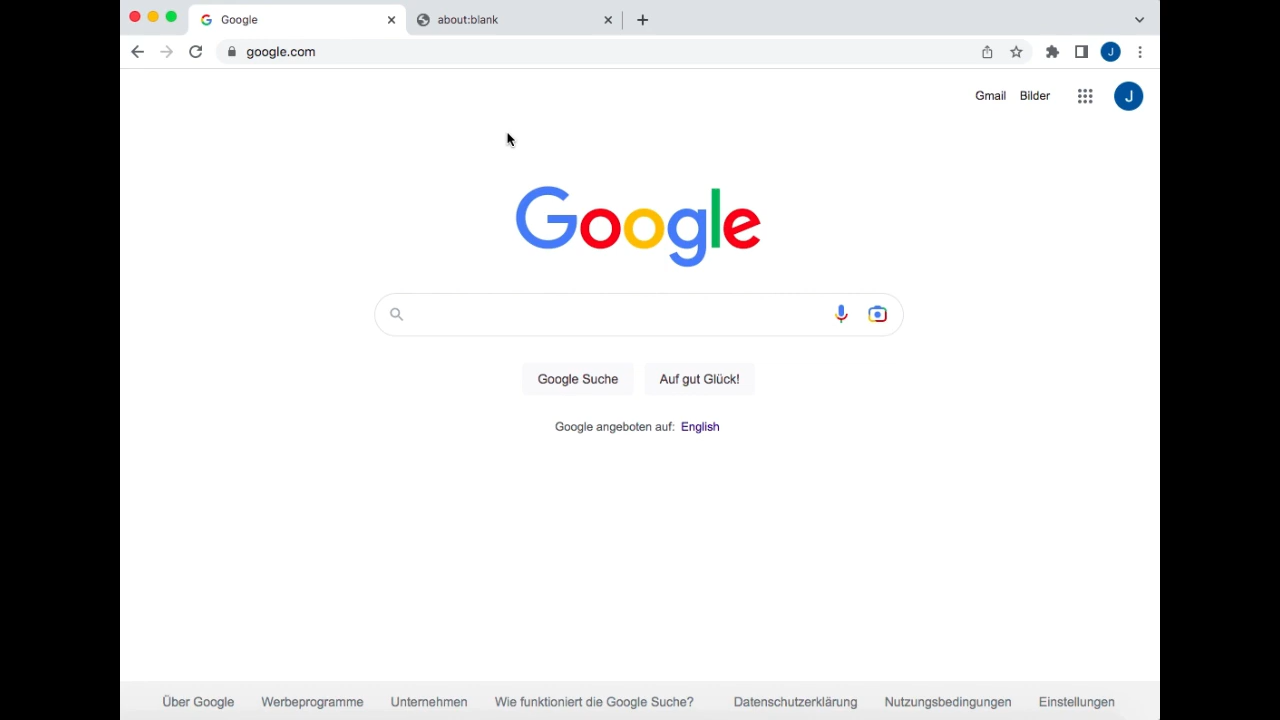 Google
about:blank
google.com
J
Gmail Bilder
J
Google
Google Suche Auf gut Glück!
Google angeboten auf: English
Über Google Werbeprogramme Unternehmen Wie funktioniert die Google Suche? Datenschutzerklärung Nutzungsbedingungen Einstellungen